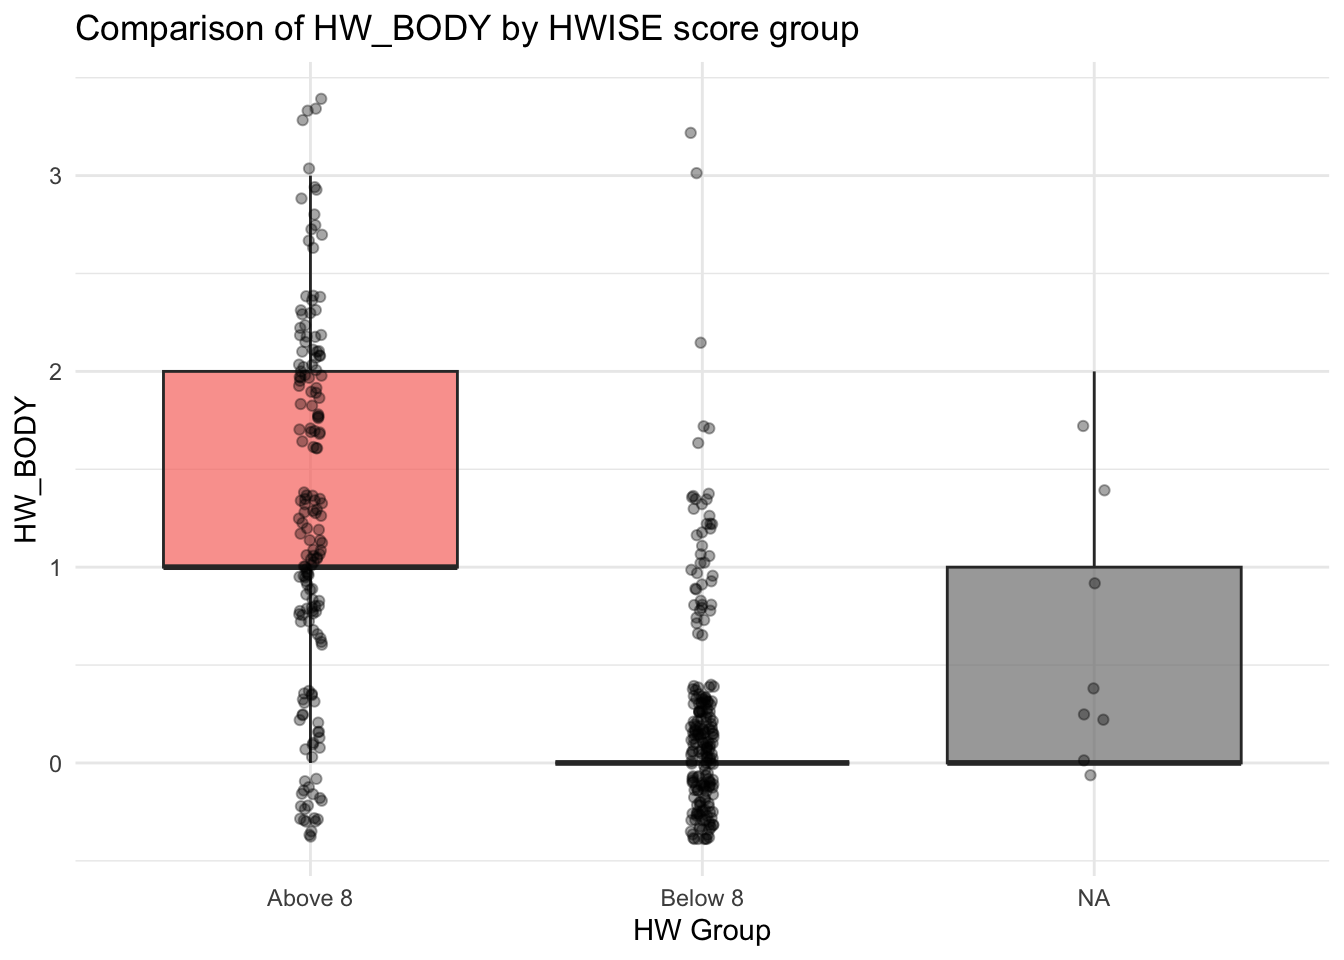 Comparison of HW_BODY by HWISE score group
HW_BODY
3
2
1
0
Above 8
Below 8
NA
HW Group